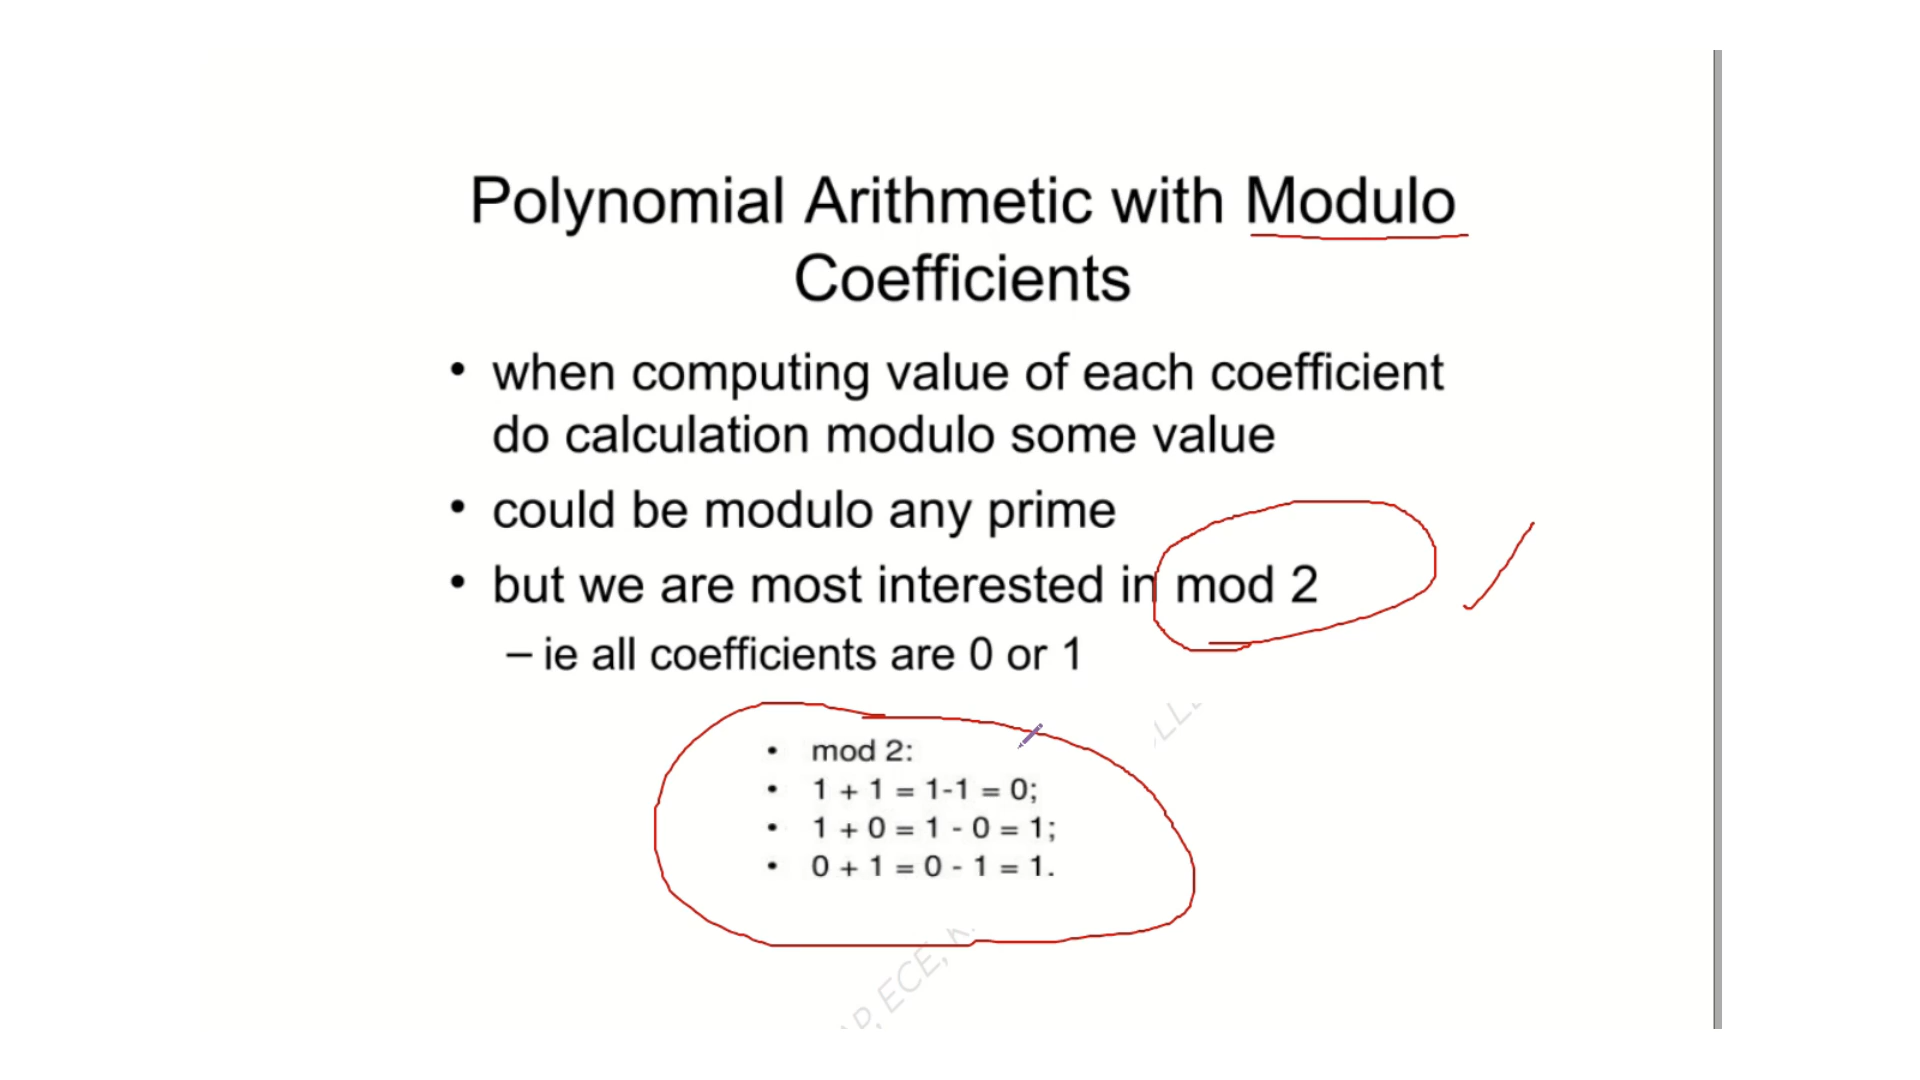 Polynomial Arithmetic with Modulo
Coefficients
• when computing value of each coefficient
do calculation modulo some value
• could be modulo any prime
• but we are most interested in mod 2
– ie all coefficients are 0 or 1
• mod 2:
• 1 + 1 = 1-1 = 0;
• 1 + 0 = 1 - 0 = 1;
• 0 + 1 = 0 - 1 = 1.
ECE,